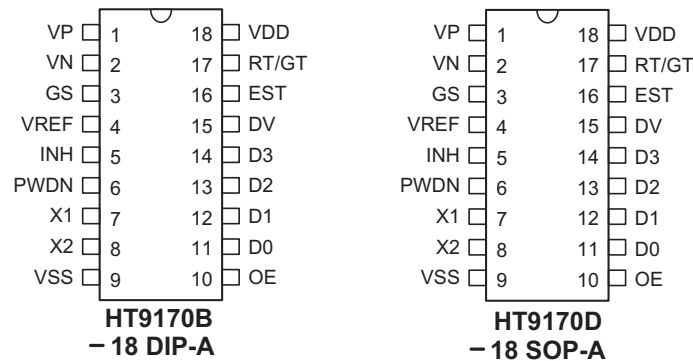 VP 1 18 VDD
VN 2 17 RT/GT
GS 3 16 EST
VREF 4 15 DV
INH 5 14 D3
PWDN 6 13 D2
X1 7 12 D1
X2 8 11 D0
VSS 9 10 OE
HT9170B
– 18 DIP-A
VP 1 18 VDD
VN 2 17 RT/GT
GS 3 16 EST
VREF 4 15 DV
INH 5 14 D3
PWDN 6 13 D2
X1 7 12 D1
X2 8 11 D0
VSS 9 10 OE
HT9170D
– 18 SOP-A